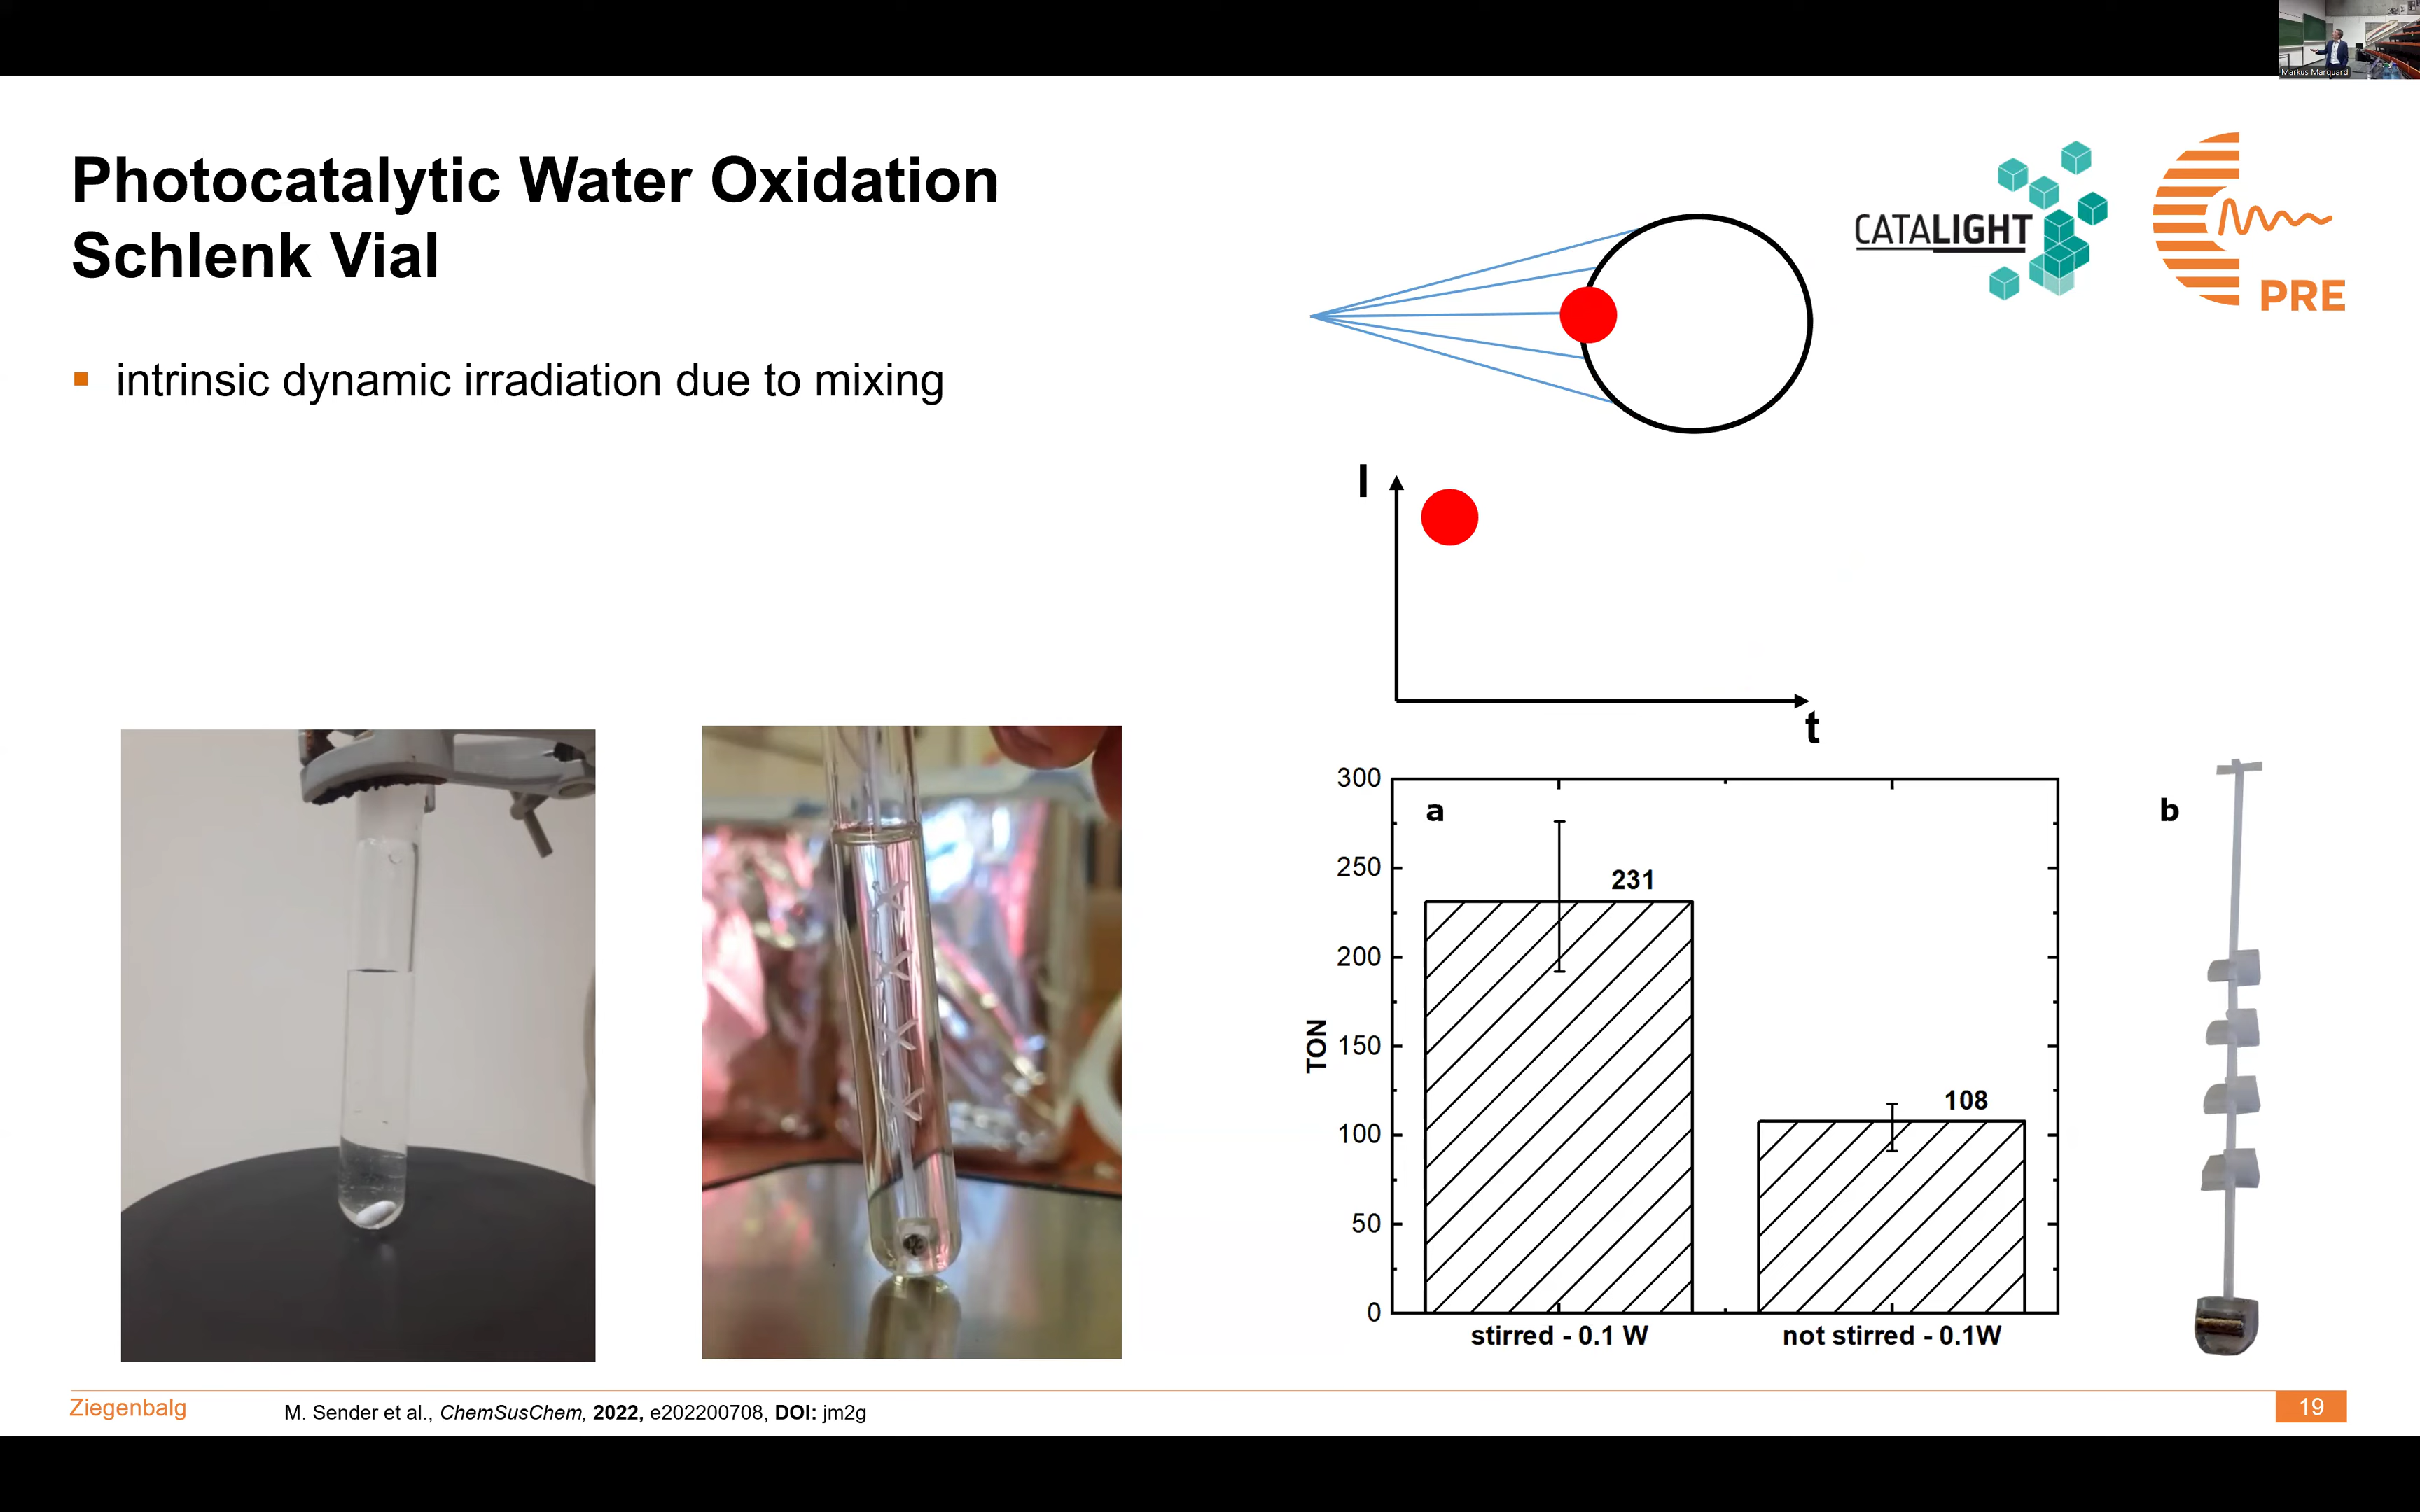 Markus Marquard
Photocatalytic Water Oxidation
Schlenk Vial
CATALIGHT
PRE
▪ intrinsic dynamic irradiation due to mixing
I
t
a
b
300
250
200
150
100
50
0
TON
231
108
stirred - 0.1 W
not stirred - 0.1W
Ziegenbalg
M. Sender et al., ChemSusChem, 2022, e202200708, DOI: jm2g
19